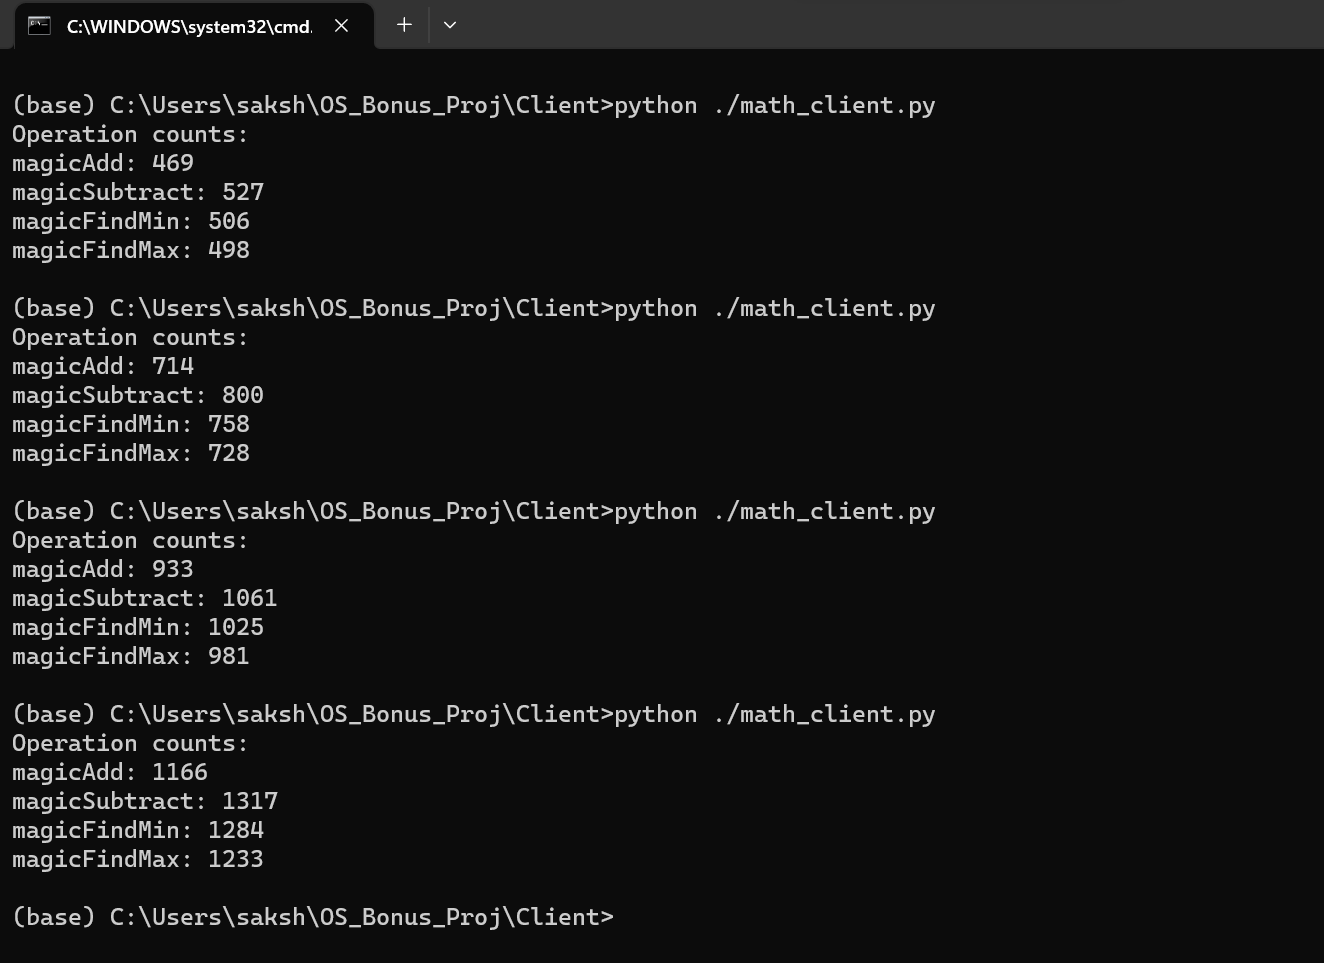 C:\WINDOWS\system32\cmd.
(base) C:\Users\saksh\OS_Bonus_Proj\Client>python ./math_client.py
Operation counts:
magicAdd: 469
magicSubtract: 527
magicFindMin: 506
magicFindMax: 498
(base) C:\Users\saksh\OS_Bonus_Proj\Client>python ./math_client.py
Operation counts:
magicAdd: 714
magicSubtract: 800
magicFindMin: 758
magicFindMax: 728
(base) C:\Users\saksh\OS_Bonus_Proj\Client>python ./math_client.py
Operation counts:
magicAdd: 933
magicSubtract: 1061
magicFindMin: 1025
magicFindMax: 981
(base) C:\Users\saksh\OS_Bonus_Proj\Client>python ./math_client.py
Operation counts:
magicAdd: 1166
magicSubtract: 1317
magicFindMin: 1284
magicFindMax: 1233
(base) C:\Users\saksh\OS_Bonus_Proj\Client>